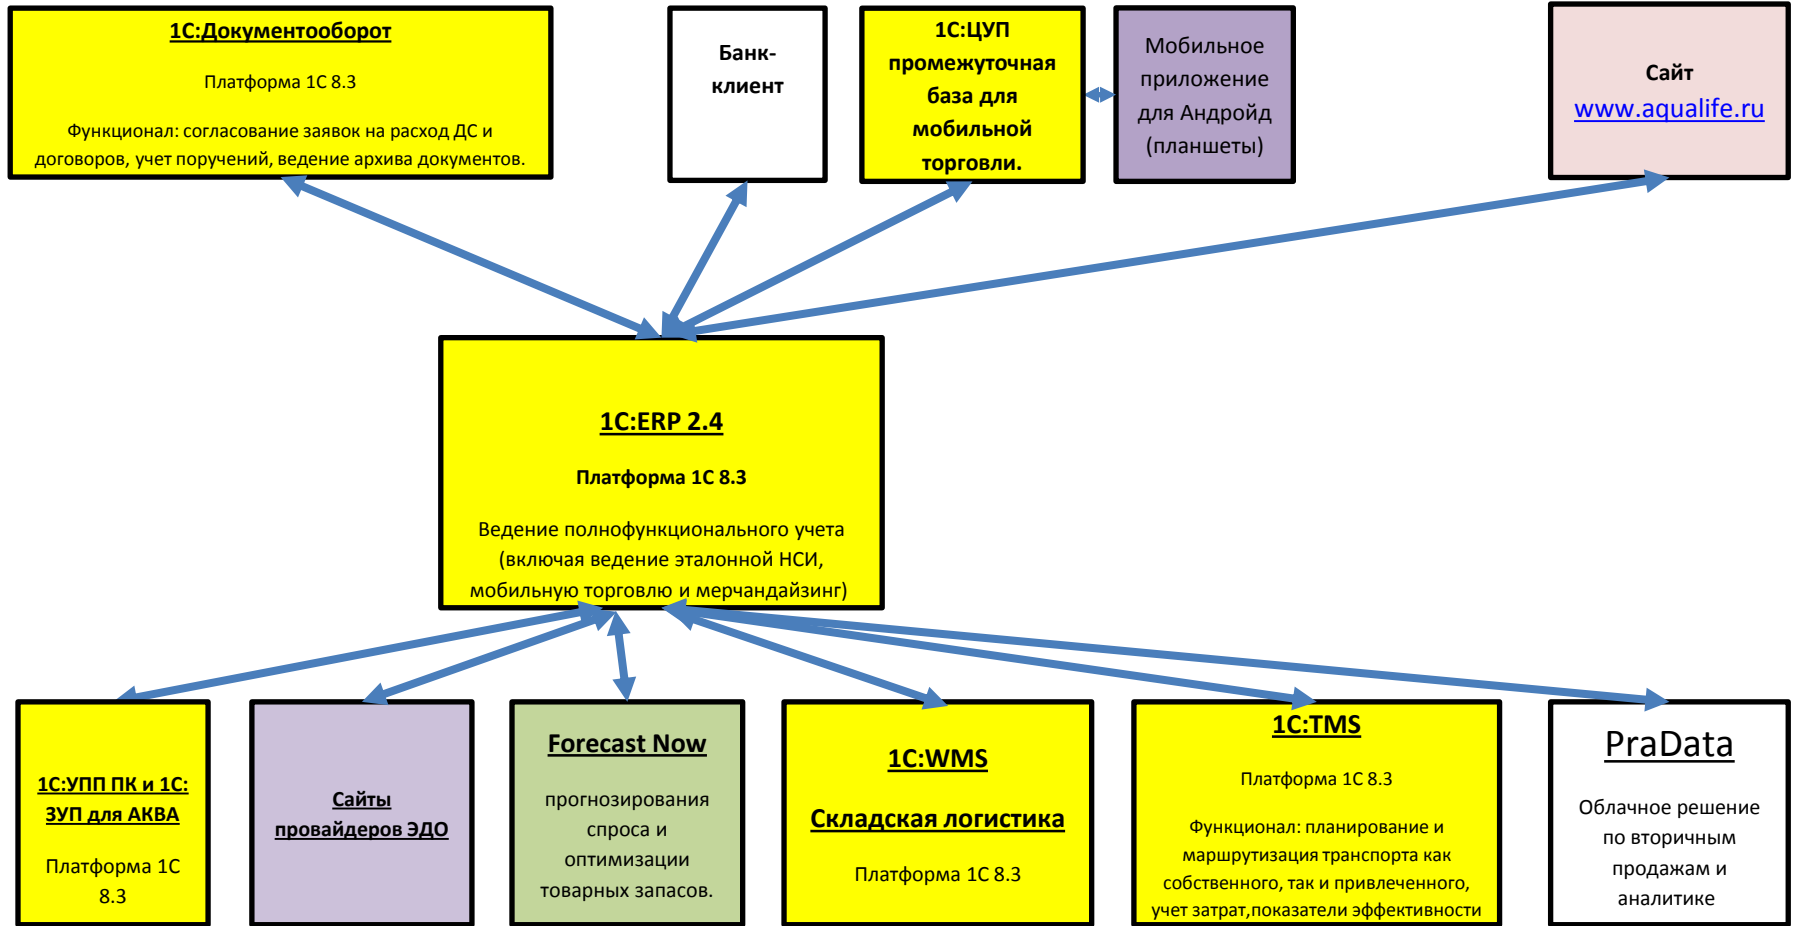 1С:Документооборот
Платформа 1С 8.3
Функционал: согласование заявок на расход ДС и
договоров, учет поручений, ведение архива документов.
Банк-
клиент
1С:ЦУП
промежуточная
база для
мобильной
торговли.
Мобильное
приложение
для Андройд
(планшеты)
Сайт
www.aqualife.ru
1С:ERP 2.4
Платформа 1С 8.3
Ведение полнофункционального учета
(включая ведение эталонной НСИ,
мобильную торговлю и мерчандайзинг)
1С:УПП ПК и 1С:
ЗУП для АКВА
Платформа 1С
8.3
Сайты
провайдеров ЭДО
Forecast Now
прогнозирования
спроса и
оптимизации
товарных запасов.
1С:WMS
Складская логистика
Платформа 1С 8.3
1С:TMS
Платформа 1С 8.3
Функционал: планирование и
маршрутизация транспорта как
собственного, так и привлеченного,
учет затрат,показатели эффективности
PraData
Облачное решение
по вторичным
продажам и
аналитике